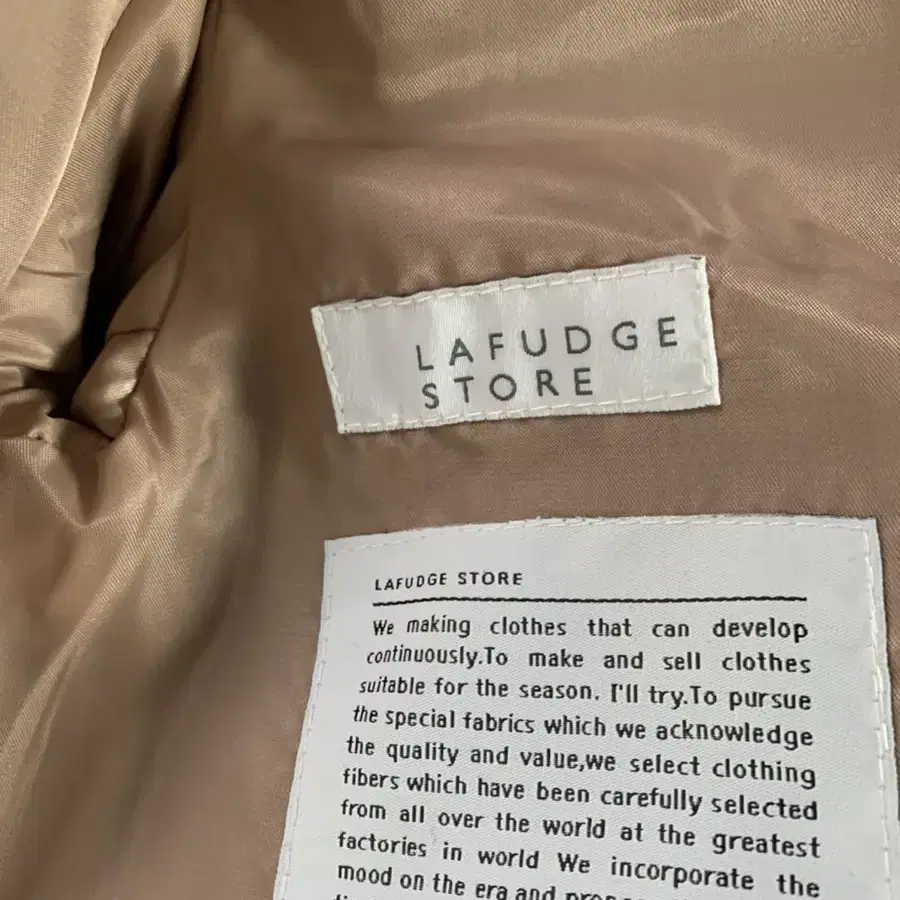 LAFUDGE
STORE
LAFUDGE STORE
We making clothes that can develop
continuously.To make and sell clothes
suitable for the season. I'll try.To pursue
the special fabrics which we acknowledge
the quality and value,we select clothing
fibers which have been carefully selected
from all over the world at the greatest
factories in world We incorporate the
mood on the era and